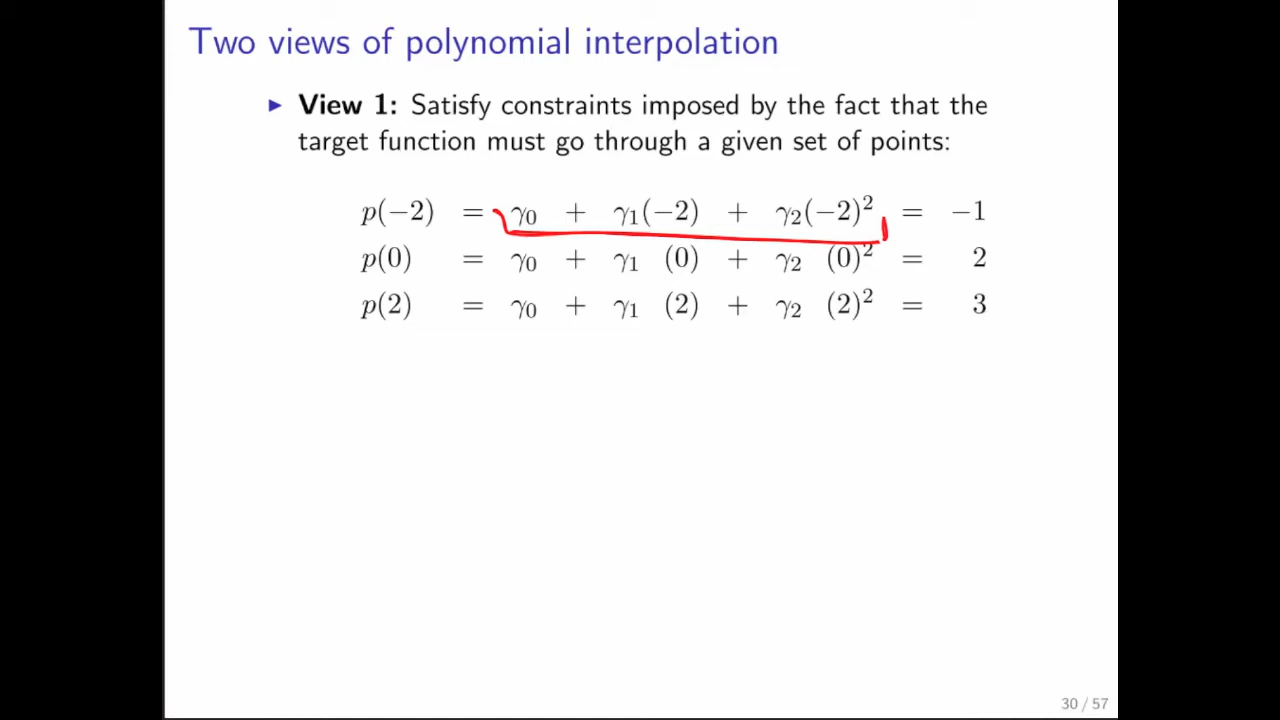 Two views of polynomial interpolation
▶ View 1: Satisfy constraints imposed by the fact that the
target function must go through a given set of points:
p(−2) = γ₀ + γ₁(−2) + γ₂(−2)² = −1
p(0) = γ₀ + γ₁ (0) + γ₂ (0)² = 2
p(2) = γ₀ + γ₁ (2) + γ₂ (2)² = 3
30 / 57